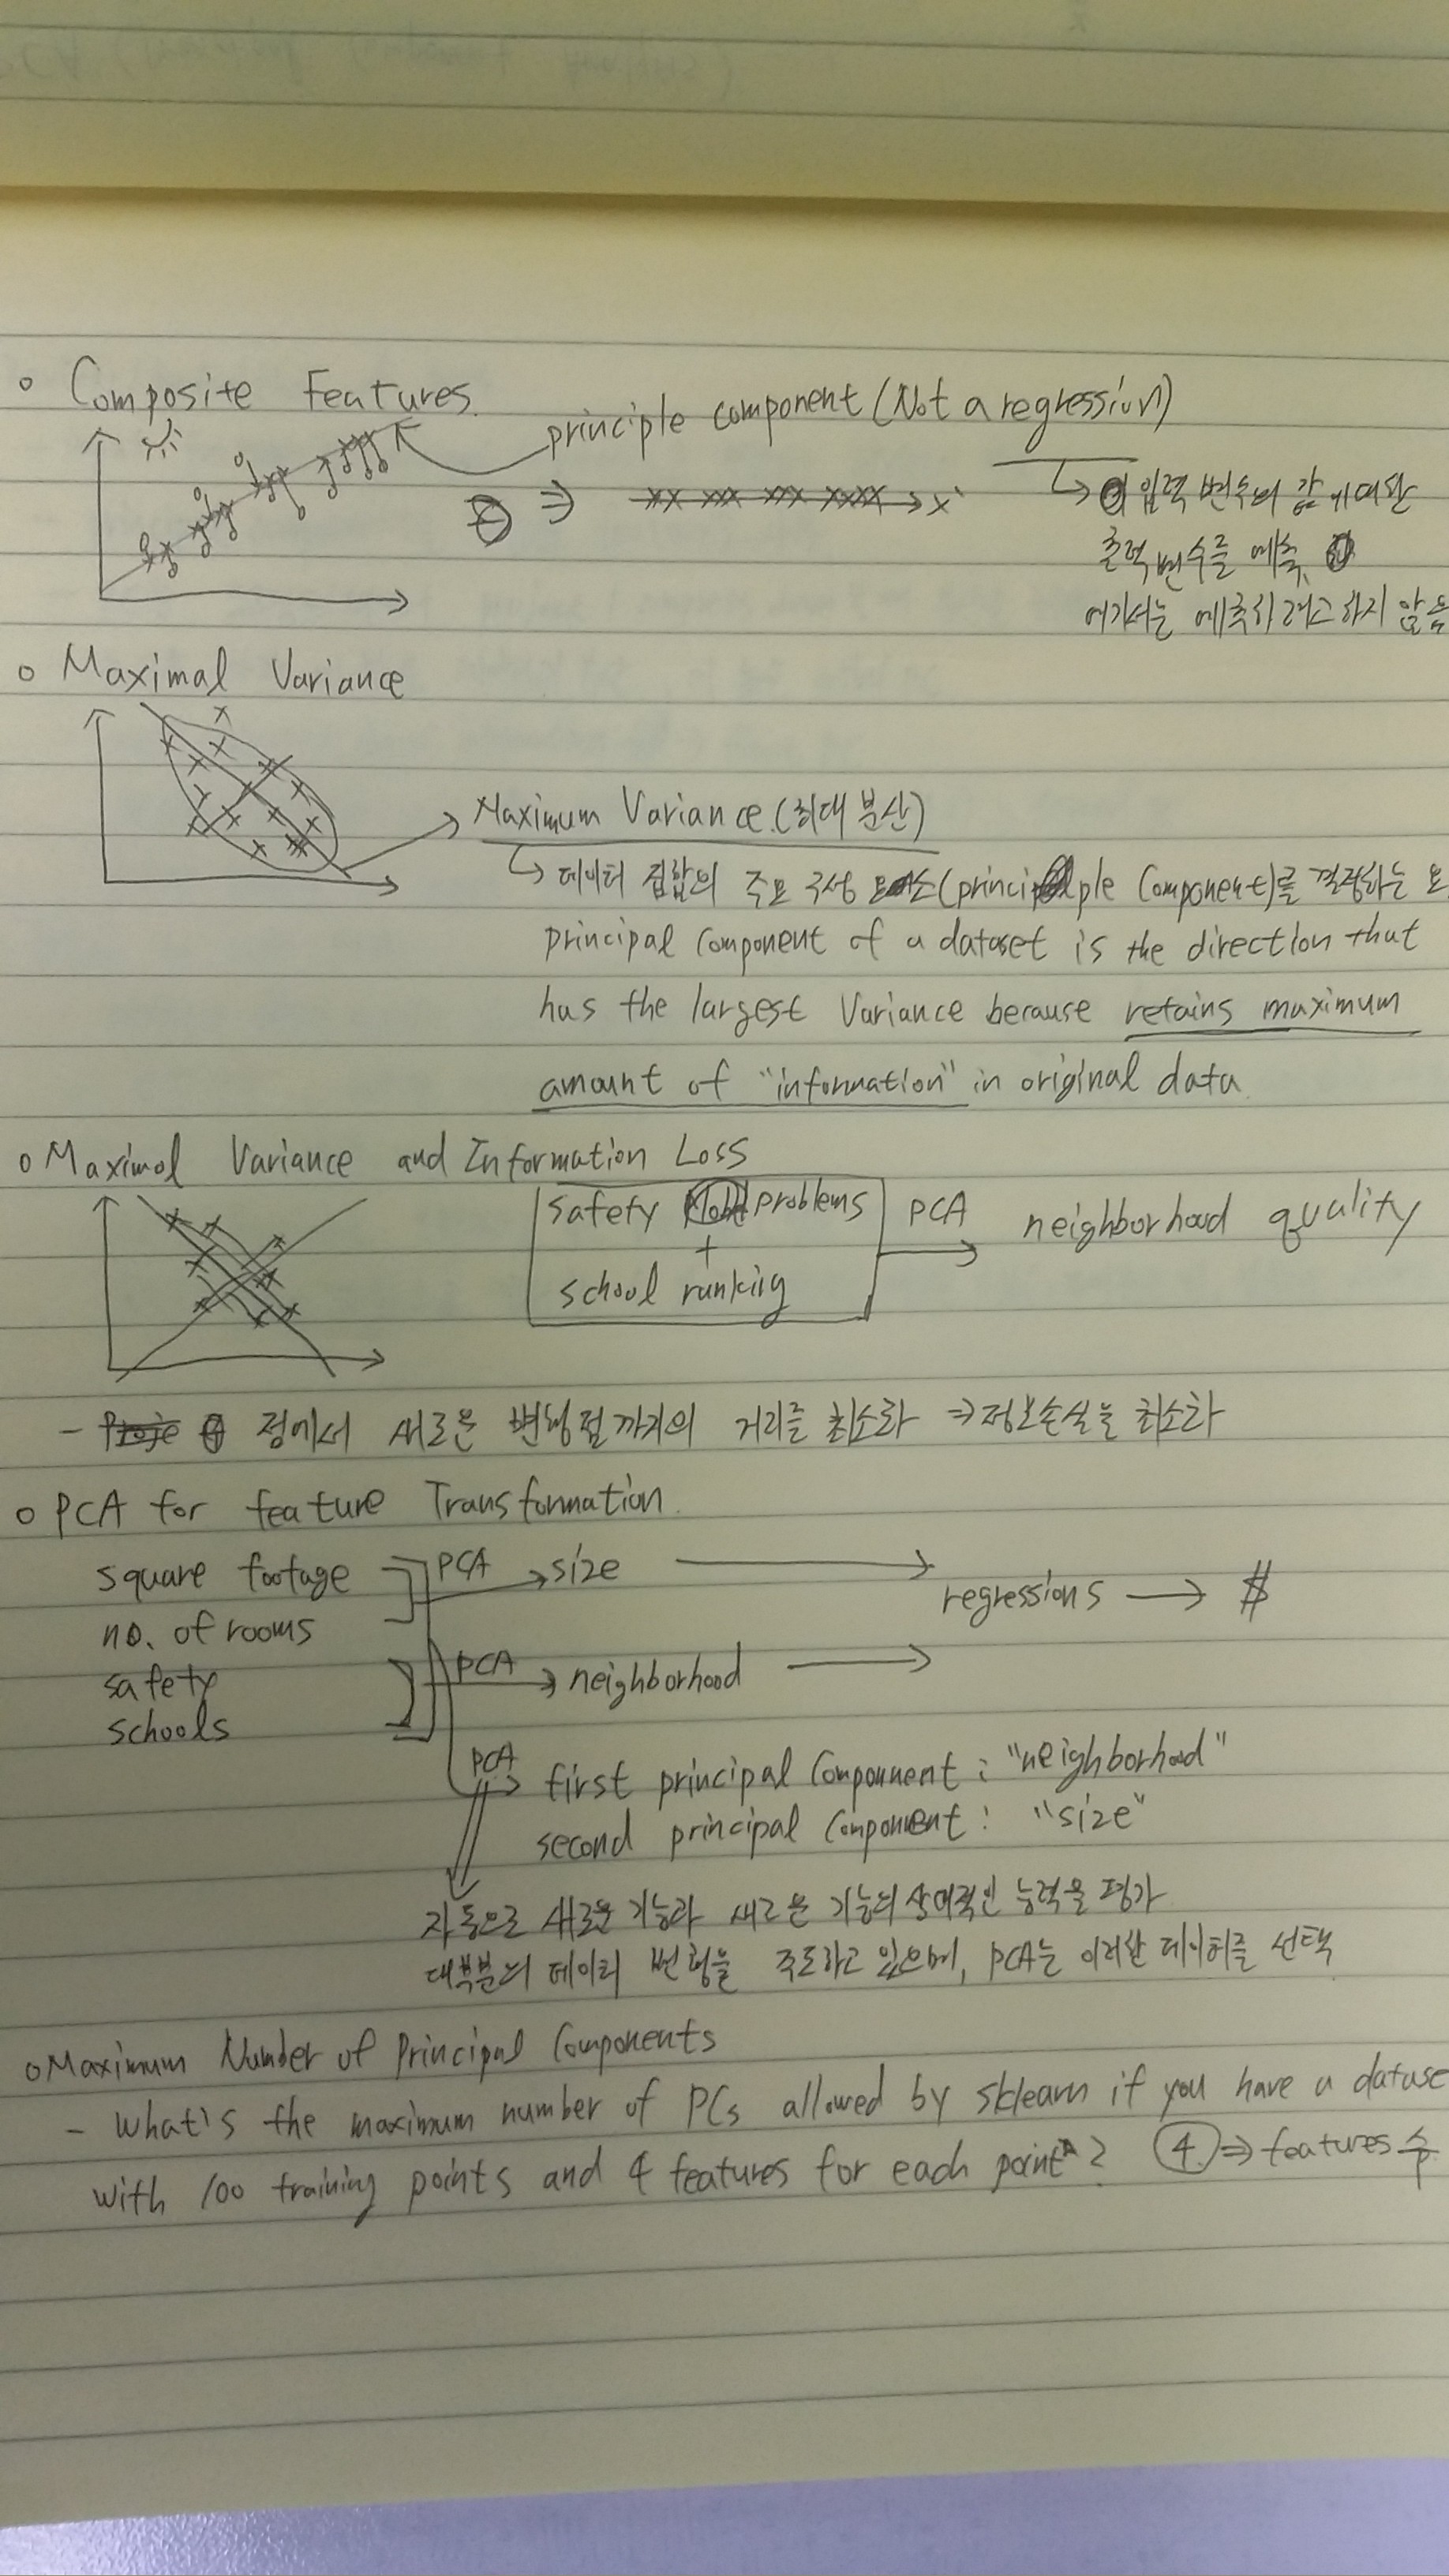 o Composite Features.
principle component (Not a regression)
⇒ x'
↳ 입력 변수의 값에대한
출력 변수를 예측,
여기서는 예측하려고하지 않음
o Maximal Variance
Maximum Variance.(최대 분산)
↳ 데이터 집합의 주요 구성 요소(principle Component)를 결정하는 요
principal component of a dataset is the direction that
has the largest Variance because retains maximum
amount of "information" in original data.
o Maximal Variance and Information Loss
safety problems
+
school ranking
PCA → neighborhood quality
- 점에서 새로운 변형점까지의 거리를 최소화 ⇒ 정보손실을 최소화
o PCA for feature Transformation.
square footage
no. of rooms
PCA → size →
regressions → $
safety
schools
PCA → neighborhood →
PCA → first principal Component : "neighborhood"
second principal Component : "size"
자동으로 새로운 기능과 새로운 기능의 상대적인 능력을 평가
대부분의 데이터 변형을 주도하고 있으며, PCA는 이러한 데이터를 선택
o Maximum Number of Principal Components
- What's the maximum number of PCs allowed by sklearn if you have a datase
with 100 training points and 4 features for each point? 4 ⇒ features 수